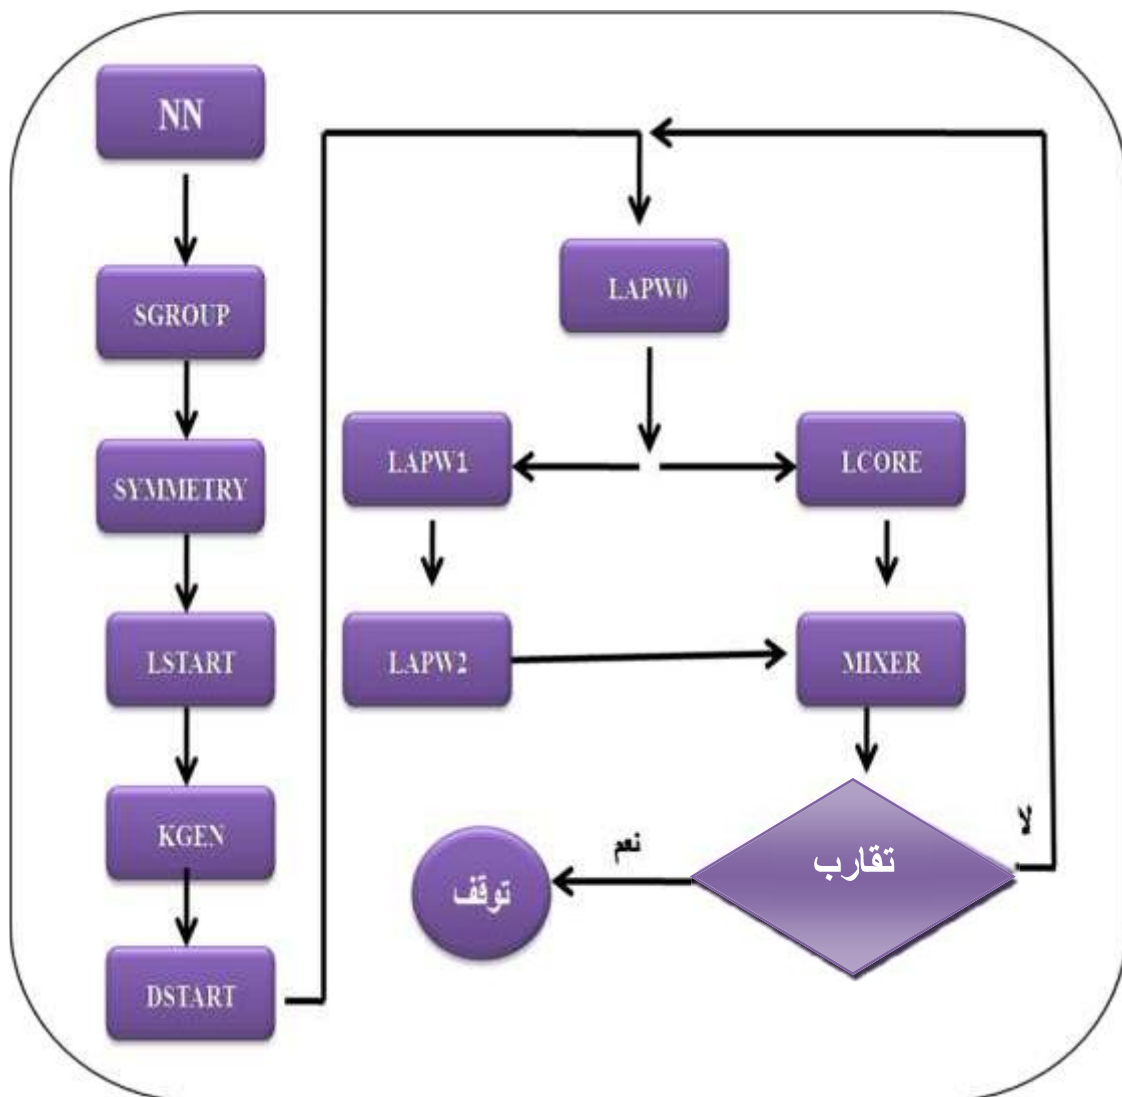 NN
SGROUP
SYMMETRY
LSTART
KGEN
DSTART
LAPW0
LAPW1
LCORE
LAPW2
MIXER
تقارب
لا
نعم
توقف